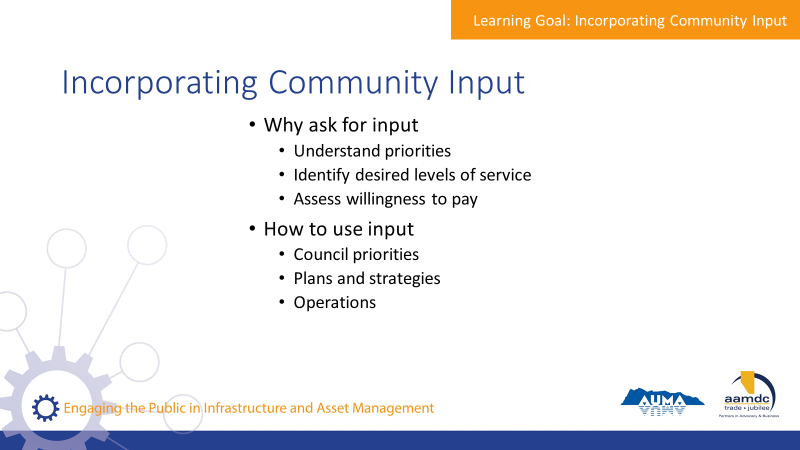 Learning Goal: Incorporating Community Input
Incorporating Community Input
• Why ask for input
• Understand priorities
• Identify desired levels of service
• Assess willingness to pay
• How to use input
• Council priorities
• Plans and strategies
• Operations
Engaging the Public in Infrastructure and Asset Management
AUMA
aamdc
trade • jubilee
Partners in Advocacy & Business